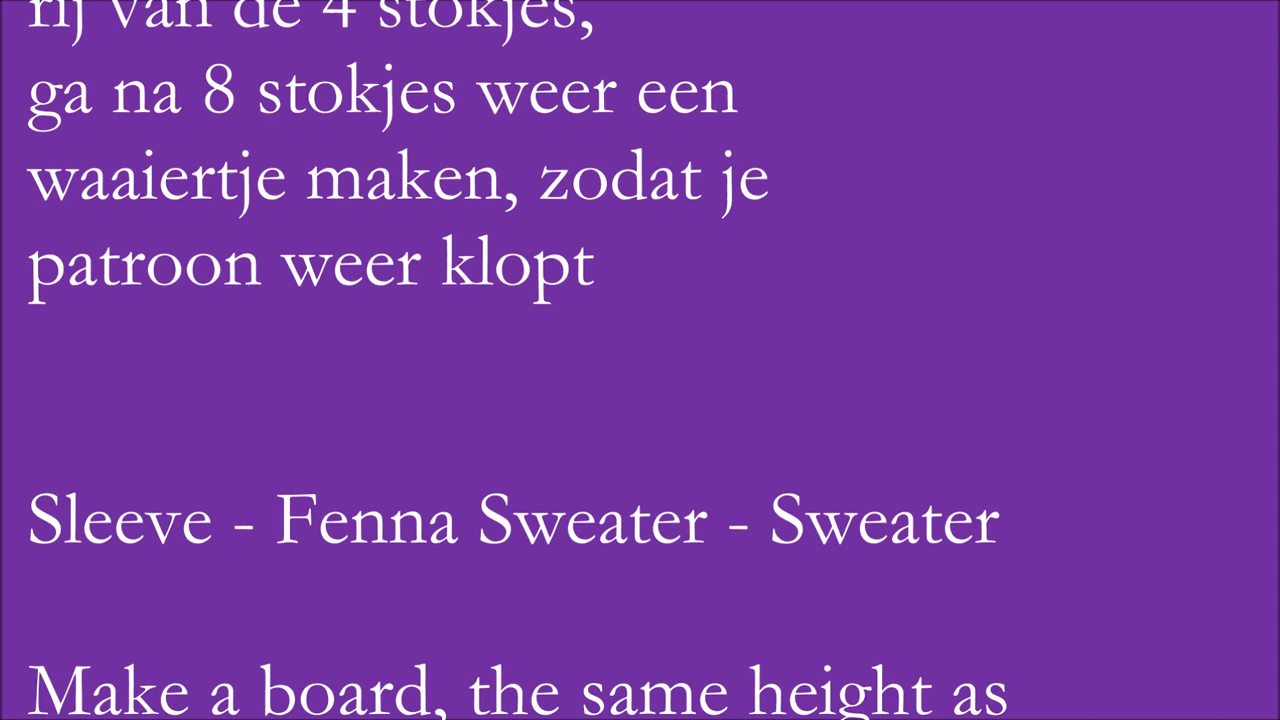 rij van de 4 stokjes,
ga na 8 stokjes weer een
waaiertje maken, zodat je
patroon weer klopt
Sleeve - Fenna Sweater - Sweater
Make a board, the same height as